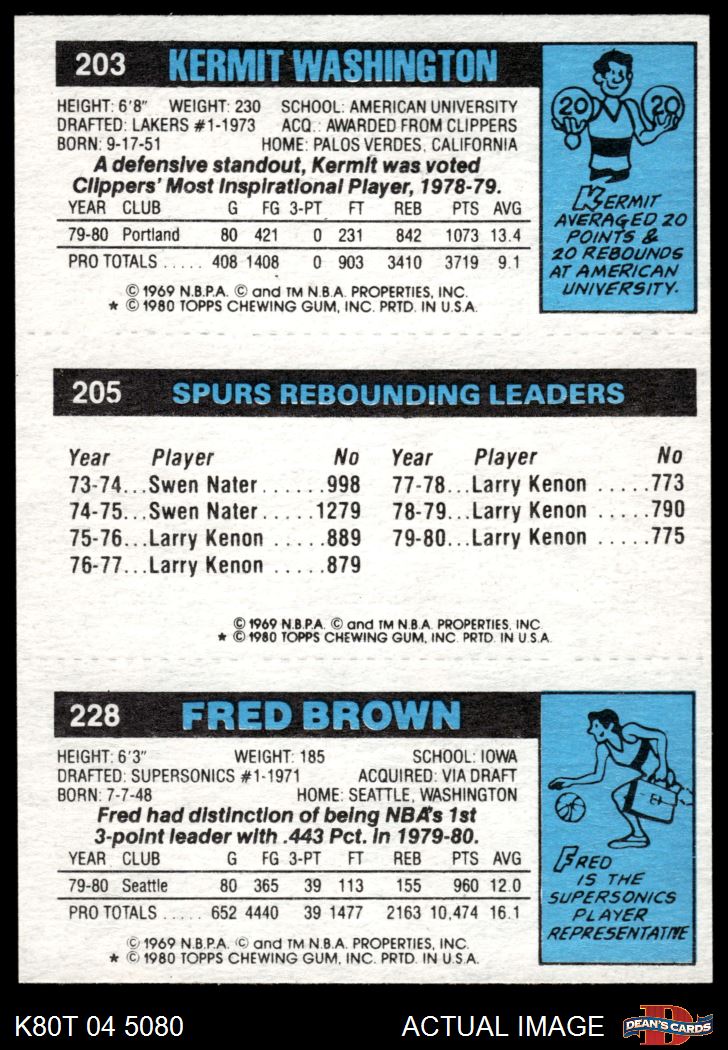 203 KERMIT WASHINGTON
HEIGHT: 6'8" WEIGHT: 230 SCHOOL: AMERICAN UNIVERSITY
DRAFTED: LAKERS #1-1973 ACQ.: AWARDED FROM CLIPPERS
BORN: 9-17-51 HOME: PALOS VERDES, CALIFORNIA
A defensive standout, Kermit was voted
Clippers' Most Inspirational Player, 1978-79.
YEAR CLUB G FG 3-PT FT REB PTS AVG
79-80 Portland 80 421 0 231 842 1073 13.4
PRO TOTALS ..... 408 1408 0 903 3410 3719 9.1
© 1969 N.B.P.A. © and TM N.B.A. PROPERTIES, INC.
* © 1980 TOPPS CHEWING GUM, INC. PRTD. IN U.S.A.
20 20
KERMIT
AVERAGED 20
POINTS &
20 REBOUNDS
AT AMERICAN
UNIVERSITY.
205 SPURS REBOUNDING LEADERS
Year Player No Year Player No
73-74...Swen Nater ......998 77-78...Larry Kenon .....773
74-75...Swen Nater .....1279 78-79...Larry Kenon .....790
75-76...Larry Kenon .....889 79-80...Larry Kenon .....775
76-77...Larry Kenon .....879
© 1969 N.B.P.A. © and TM N.B.A. PROPERTIES, INC.
* © 1980 TOPPS CHEWING GUM, INC. PRTD. IN U.S.A.
228 FRED BROWN
HEIGHT: 6'3" WEIGHT: 185 SCHOOL: IOWA
DRAFTED: SUPERSONICS #1-1971 ACQUIRED: VIA DRAFT
BORN: 7-7-48 HOME: SEATTLE, WASHINGTON
Fred had distinction of being NBA's 1st
3-point leader with .443 Pct. in 1979-80.
YEAR CLUB G FG 3-PT FT REB PTS AVG
79-80 Seattle 80 365 39 113 155 960 12.0
PRO TOTALS ..... 652 4440 39 1477 2163 10,474 16.1
© 1969 N.B.P.A. © and TM N.B.A. PROPERTIES, INC.
* © 1980 TOPPS CHEWING GUM, INC. PRTD. IN U.S.A.
FRED
IS THE
SUPERSONICS
PLAYER
REPRESENTATIVE
K80T 04 5080 ACTUAL IMAGE D DEAN'S CARDS